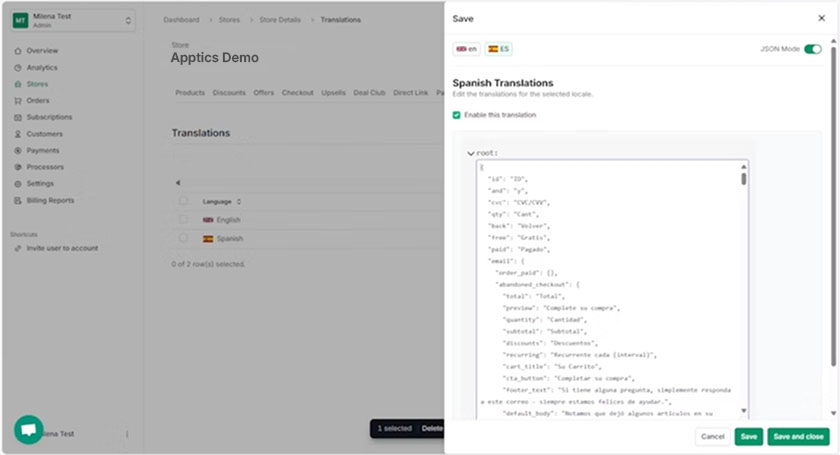 MT
Milena Test
Admin
Overview
Analytics
Stores
Orders
Subscriptions
Customers
Payments
Processors
Settings
Billing Reports
Shortcuts
Invite user to account
ilena Test
Dashboard > Stores > Store Details > Translations
Store
Apptics Demo
Products Discounts Offers Checkout Upsells Deal Club Direct Link Pa
Translations
Language
English
Spanish
0 of 2 row(s) selected.
1 selected Delete
Save
en ES
JSON Mode
Spanish Translations
Edit the translations for the selected locale.
Enable this translation
root:
{
"id": "ID",
"and": "y",
"cvc": "CVC/CVV",
"qty": "Cant",
"back": "Volver",
"free": "Gratis",
"paid": "Pagado",
"email": {
"order_paid": [],
"abandoned_checkout": {
"total": "Total",
"preview": "Complete su compra",
"quantity": "Cantidad",
"subtotal": "Subtotal",
"discounts": "Descuentos",
"recurring": "Recurrente cada {interval}",
"cart_title": "Su Carrito",
"cta_button": "Completar su compra",
"footer_text": "Si tiene alguna pregunta, simplemente responda
a este correo - siempre estamos felices de ayudar.",
"default_body": "Notamos que dejó algunos artículos en su
Cancel Save Save and close